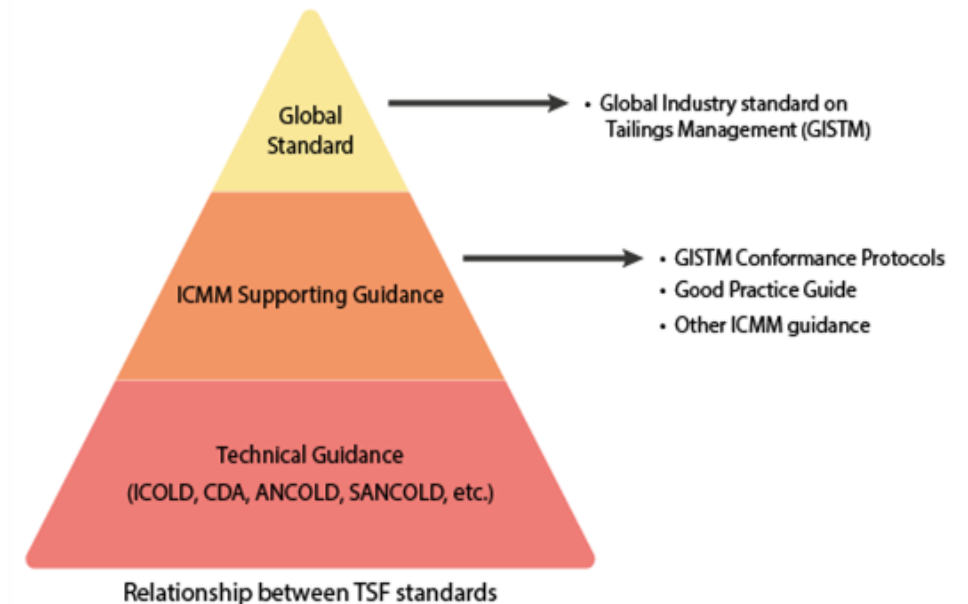 Global
Standard
• Global Industry standard on
Tailings Management (GISTM)
ICMM Supporting Guidance
• GISTM Conformance Protocols
• Good Practice Guide
• Other ICMM guidance
Technical Guidance
(ICOLD, CDA, ANCOLD, SANCOLD, etc.)
Relationship between TSF standards